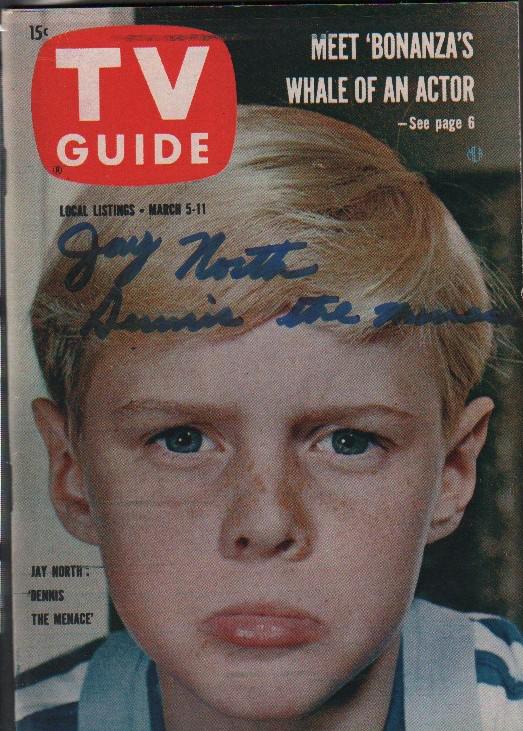 15¢
TV
GUIDE
®
MEET 'BONANZA'S
WHALE OF AN ACTOR
—See page 6
LOCAL LISTINGS • MARCH 5-11
Jay North
Dennis the Menace
JAY NORTH:
'DENNIS
THE MENACE'